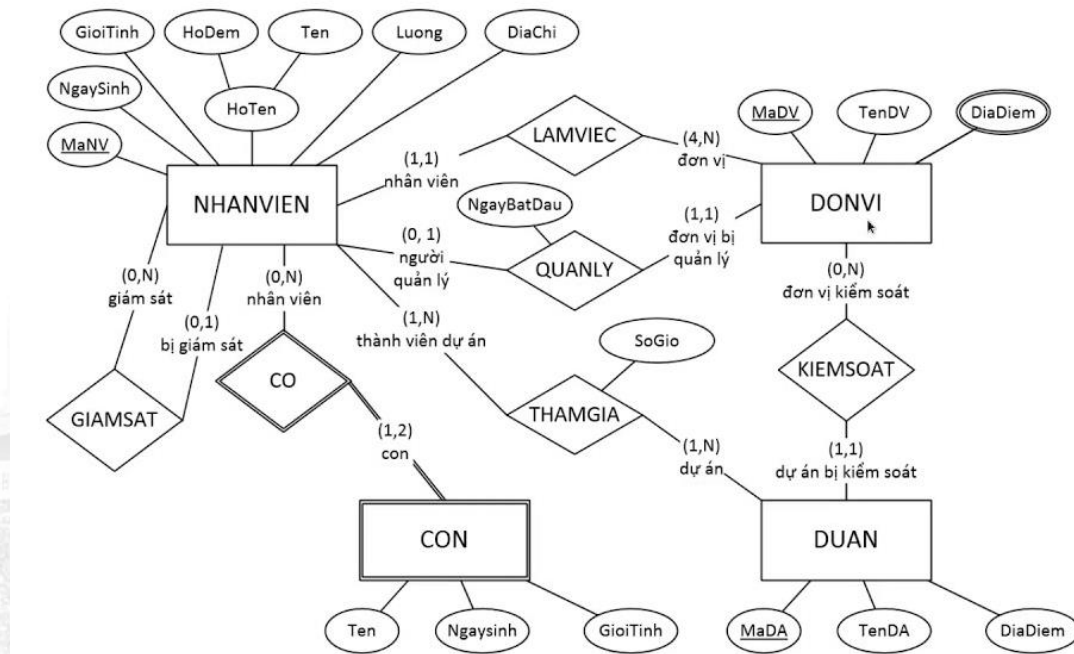 GioiTinh
HoDem
Ten
Luong
DiaChi
NgaySinh
HoTen
MaNV
MaDV
TenDV
DiaDiem
LAMVIEC
(4,N)
đơn vị
(1,1)
nhân viên
NHANVIEN
DONVI
NgayBatDau
(0, 1)
người
quản lý
QUANLY
(1,1)
đơn vị bị
quản lý
(0,N)
giám sát
(0,1)
bị giám sát
(0,N)
nhân viên
(1,N)
thành viên dự án
(0,N)
đơn vị kiểm soát
SoGio
CO
KIEMSOAT
GIAMSAT
THAMGIA
(1,2)
con
(1,N)
dự án
(1,1)
dự án bị kiểm soát
CON
DUAN
Ten
Ngaysinh
GioiTinh
MaDA
TenDA
DiaDiem